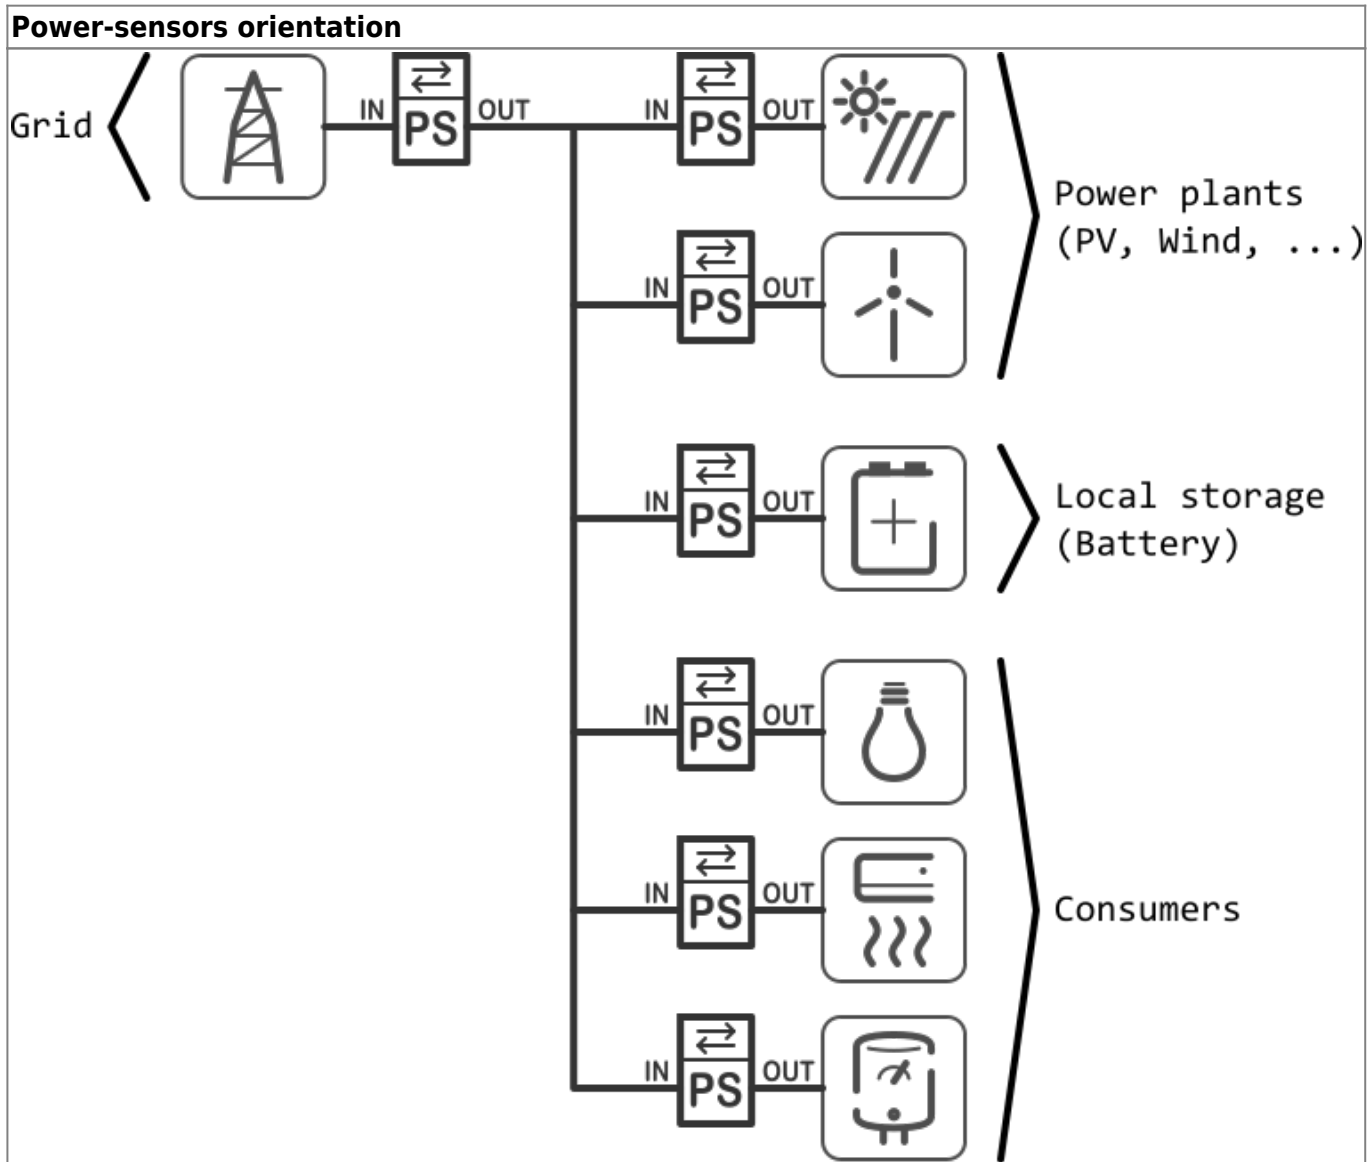 Power-sensors orientation
Grid
IN PS OUT
IN PS OUT
Power plants
(PV, Wind, ...)
IN PS OUT
IN PS OUT
Local storage
(Battery)
IN PS OUT
IN PS OUT
Consumers
IN PS OUT